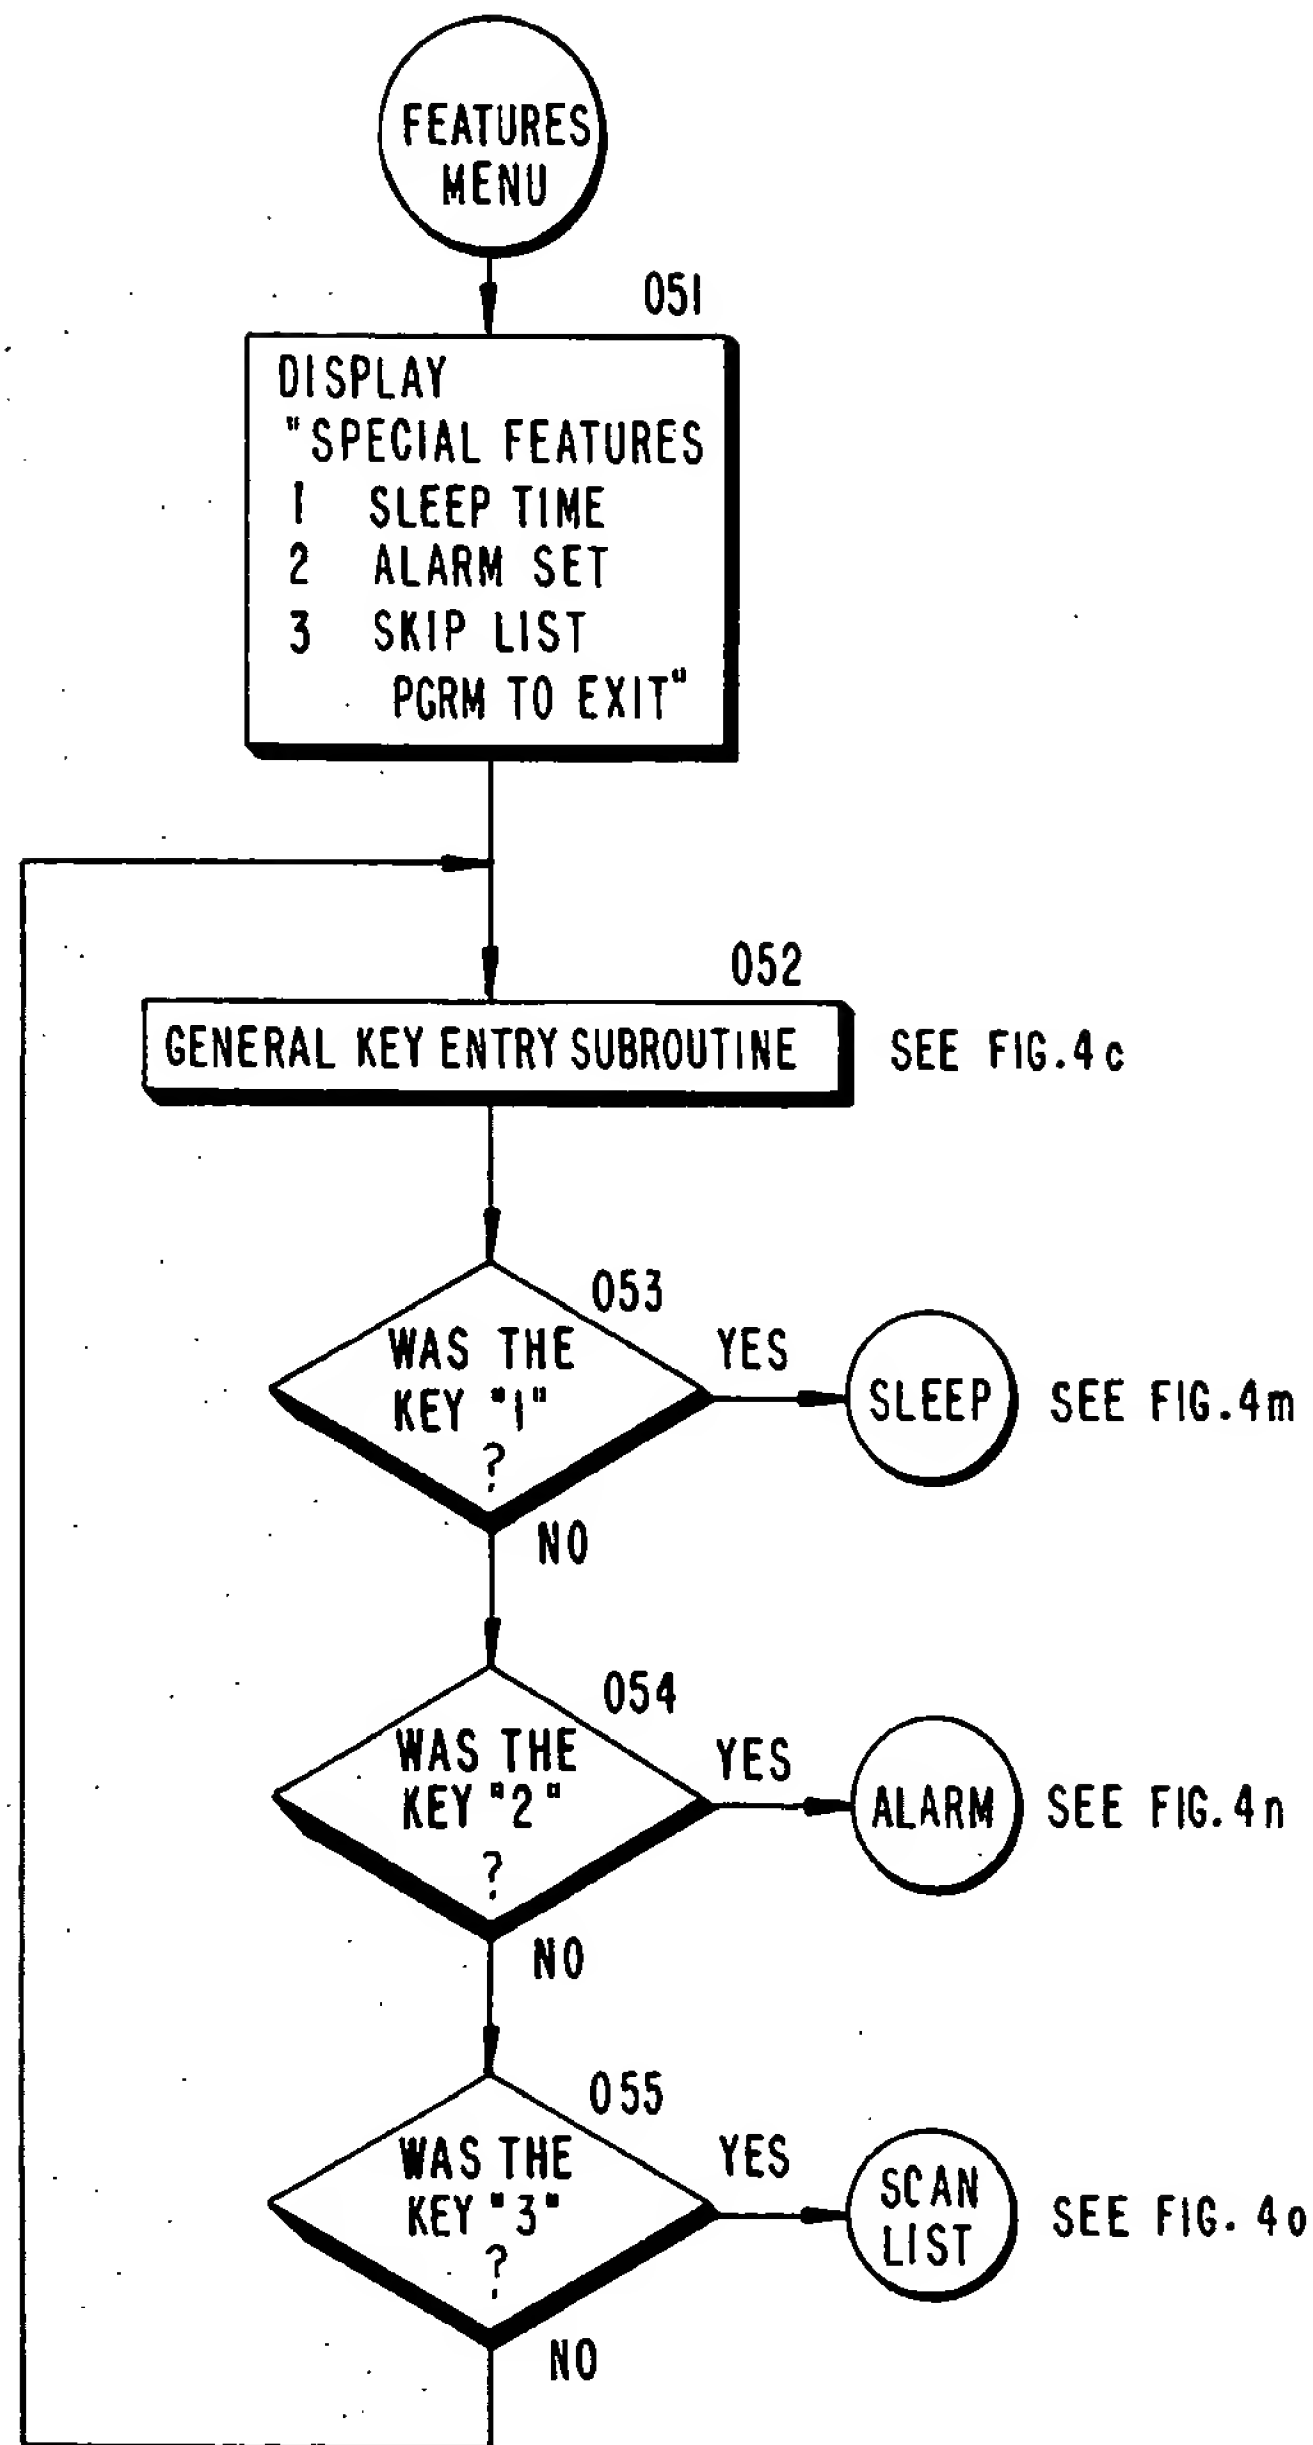 FEATURES
MENU
051
DISPLAY
"SPECIAL FEATURES
1 SLEEP TIME
2 ALARM SET
3 SKIP LIST
PGRM TO EXIT"
052
GENERAL KEY ENTRY SUBROUTINE
SEE FIG.4c
053
WAS THE
KEY "1"
?
YES
SLEEP
SEE FIG.4m
NO
054
WAS THE
KEY "2"
?
YES
ALARM
SEE FIG.4n
NO
055
WAS THE
KEY "3"
?
YES
SCAN
LIST
SEE FIG.4o
NO